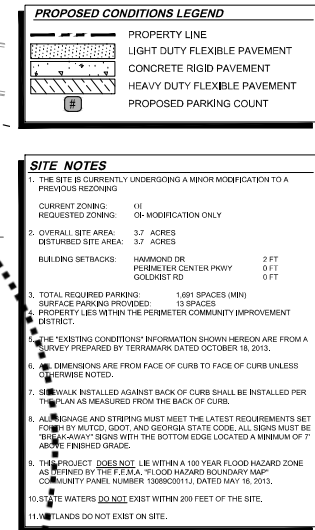 PROPOSED CONDITIONS LEGEND
PROPERTY LINE
LIGHT DUTY FLEXIBLE PAVEMENT
CONCRETE RIGID PAVEMENT
HEAVY DUTY FLEXIBLE PAVEMENT
# PROPOSED PARKING COUNT
SITE NOTES
1. THE SITE IS CURRENTLY UNDERGOING A MINOR MODIFICATION TO A
PREVIOUS REZONING
CURRENT ZONING: OI
REQUESTED ZONING: OI- MODIFICATION ONLY
2. OVERALL SITE AREA: 3.7 ACRES
DISTURBED SITE AREA: 3.7 ACRES
BUILDING SETBACKS: HAMMOND DR 2 FT
PERIMETER CENTER PKWY 0 FT
GOLDKIST RD 0 FT
3. TOTAL REQUIRED PARKING: 1,691 SPACES (MIN)
SURFACE PARKING PROVIDED: 13 SPACES
4. PROPERTY LIES WITHIN THE PERIMETER COMMUNITY IMPROVEMENT
DISTRICT.
5. THE "EXISTING CONDITIONS" INFORMATION SHOWN HEREON ARE FROM A
SURVEY PREPARED BY TERRAMARK DATED OCTOBER 18, 2013.
6. ALL DIMENSIONS ARE FROM FACE OF CURB TO FACE OF CURB UNLESS
OTHERWISE NOTED.
7. SIDEWALK INSTALLED AGAINST BACK OF CURB SHALL BE INSTALLED PER
THE PLAN AS MEASURED FROM THE BACK OF CURB.
8. ALL SIGNAGE AND STRIPING MUST MEET THE LATEST REQUIREMENTS SET
FORTH BY MUTCD, GDOT, AND GEORGIA STATE CODE. ALL SIGNS MUST BE
"BREAK-AWAY" SIGNS WITH THE BOTTOM EDGE LOCATED A MINIMUM OF 7'
ABOVE FINISHED GRADE.
9. THIS PROJECT DOES NOT LIE WITHIN A 100 YEAR FLOOD HAZARD ZONE
AS DEFINED BY THE F.E.M.A. "FLOOD HAZARD BOUNDARY MAP"
COMMUNITY PANEL NUMBER 13089C0011J, DATED MAY 16, 2013.
10. STATE WATERS DO NOT EXIST WITHIN 200 FEET OF THE SITE.
11. WETLANDS DO NOT EXIST ON SITE.